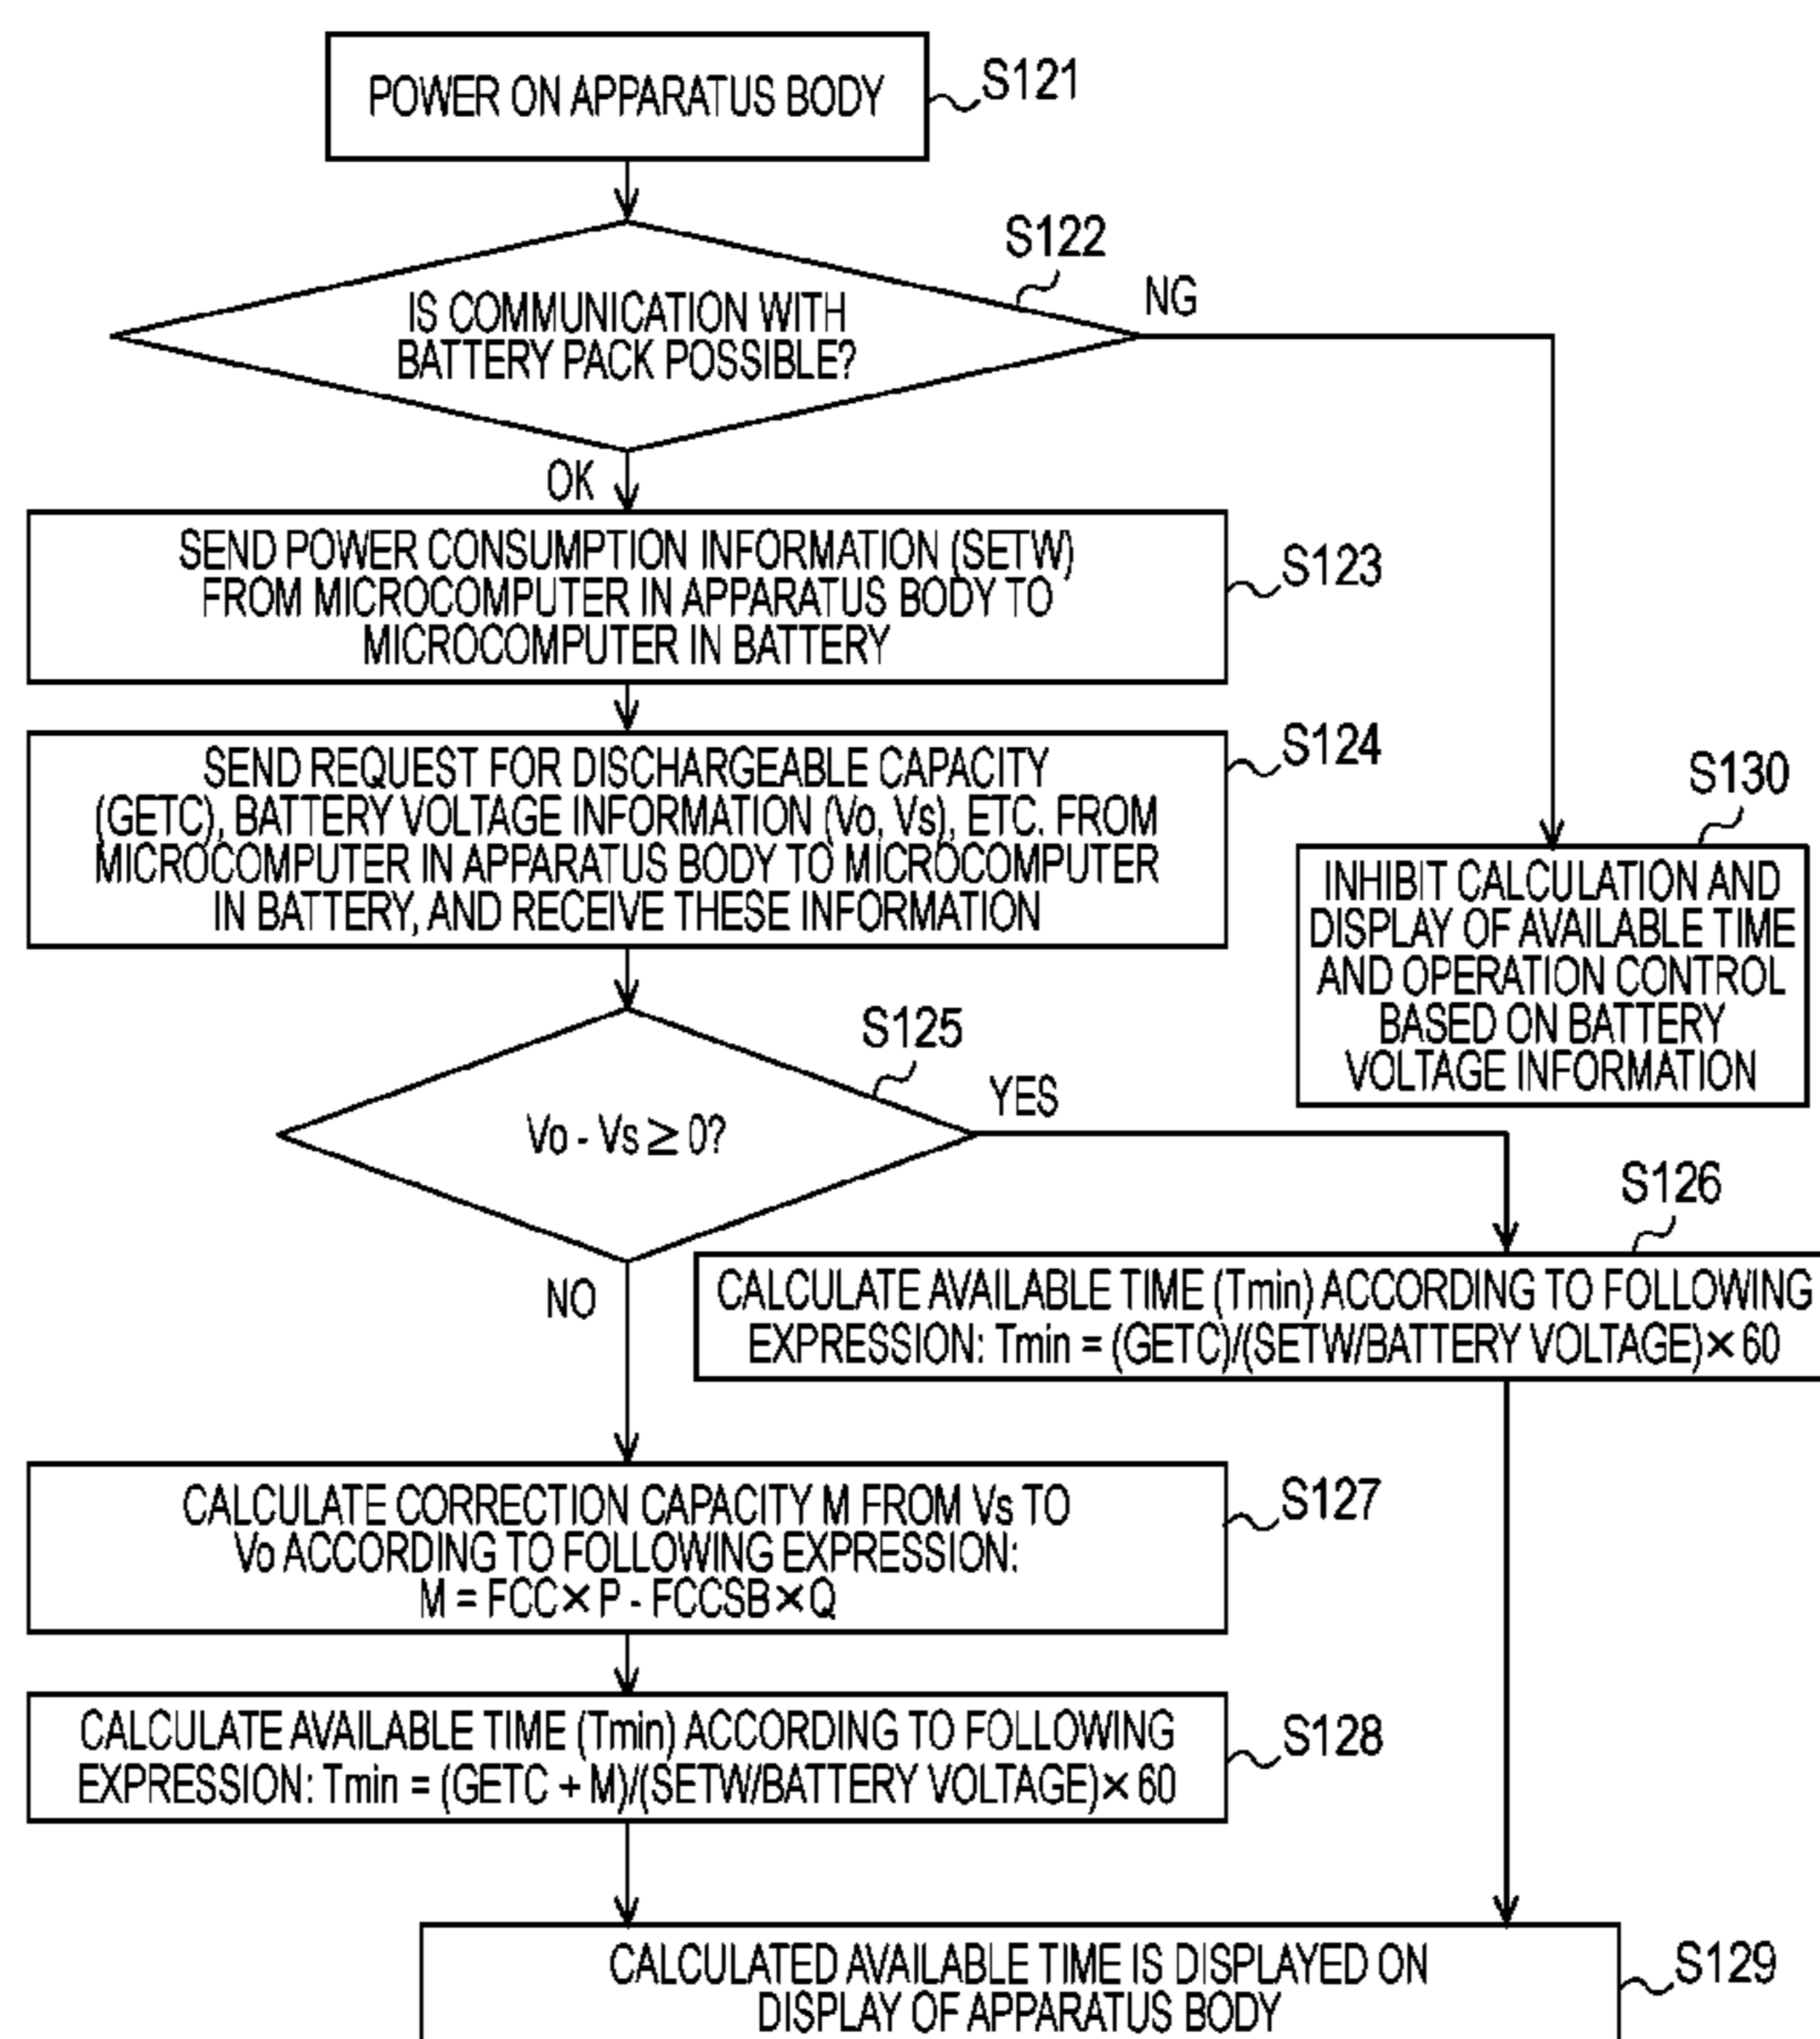 POWER ON APPARATUS BODY
S121
S122
IS COMMUNICATION WITH
BATTERY PACK POSSIBLE?
NG
OK
SEND POWER CONSUMPTION INFORMATION (SETW)
FROM MICROCOMPUTER IN APPARATUS BODY TO
MICROCOMPUTER IN BATTERY
S123
SEND REQUEST FOR DISCHARGEABLE CAPACITY
(GETC), BATTERY VOLTAGE INFORMATION (Vo, Vs), ETC. FROM
MICROCOMPUTER IN APPARATUS BODY TO MICROCOMPUTER
IN BATTERY, AND RECEIVE THESE INFORMATION
S124
S130
INHIBIT CALCULATION AND
DISPLAY OF AVAILABLE TIME
AND OPERATION CONTROL
BASED ON BATTERY
VOLTAGE INFORMATION
S125
Vo - Vs ≥ 0?
YES
NO
S126
CALCULATE AVAILABLE TIME (Tmin) ACCORDING TO FOLLOWING
EXPRESSION: Tmin = (GETC)/(SETW/BATTERY VOLTAGE)×60
CALCULATE CORRECTION CAPACITY M FROM Vs TO
Vo ACCORDING TO FOLLOWING EXPRESSION:
M = FCC×P - FCCSB×Q
S127
CALCULATE AVAILABLE TIME (Tmin) ACCORDING TO FOLLOWING
EXPRESSION: Tmin = (GETC + M)/(SETW/BATTERY VOLTAGE)×60
S128
CALCULATED AVAILABLE TIME IS DISPLAYED ON
DISPLAY OF APPARATUS BODY
S129